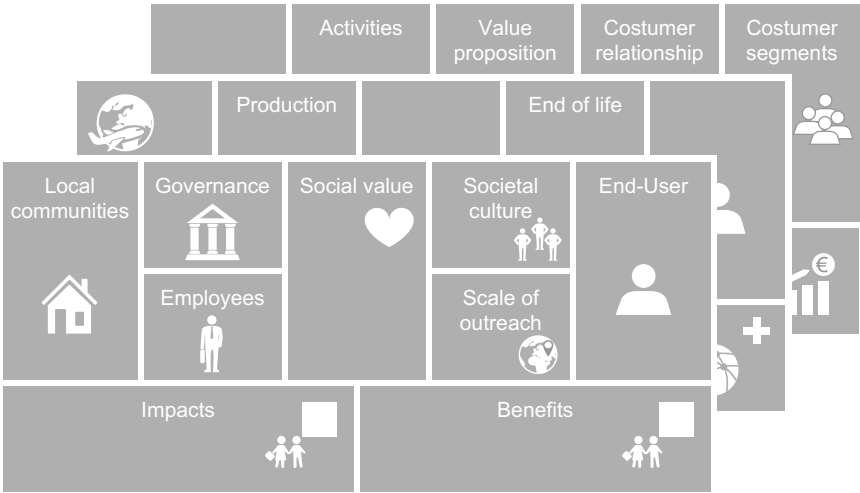 Activities
Value
proposition
Costumer
relationship
Costumer
segments
Production
End of life
Local
communities
Governance
Social value
Societal
culture
End-User
Employees
Scale of
outreach
€
Impacts
Benefits